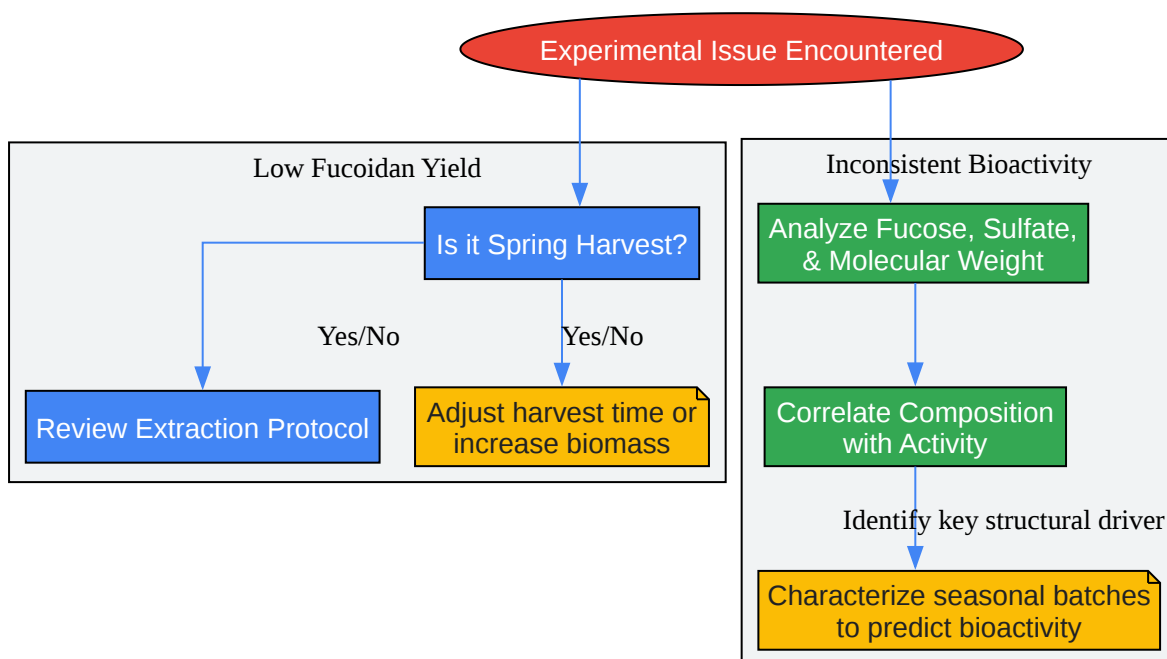 Experimental Issue Encountered
Low Fucoidan Yield
Is it Spring Harvest?
Yes/No
Yes/No
Review Extraction Protocol
Adjust harvest time or
increase biomass
Inconsistent Bioactivity
Analyze Fucose, Sulfate,
& Molecular Weight
Correlate Composition
with Activity
Identify key structural driver
Characterize seasonal batches
to predict bioactivity